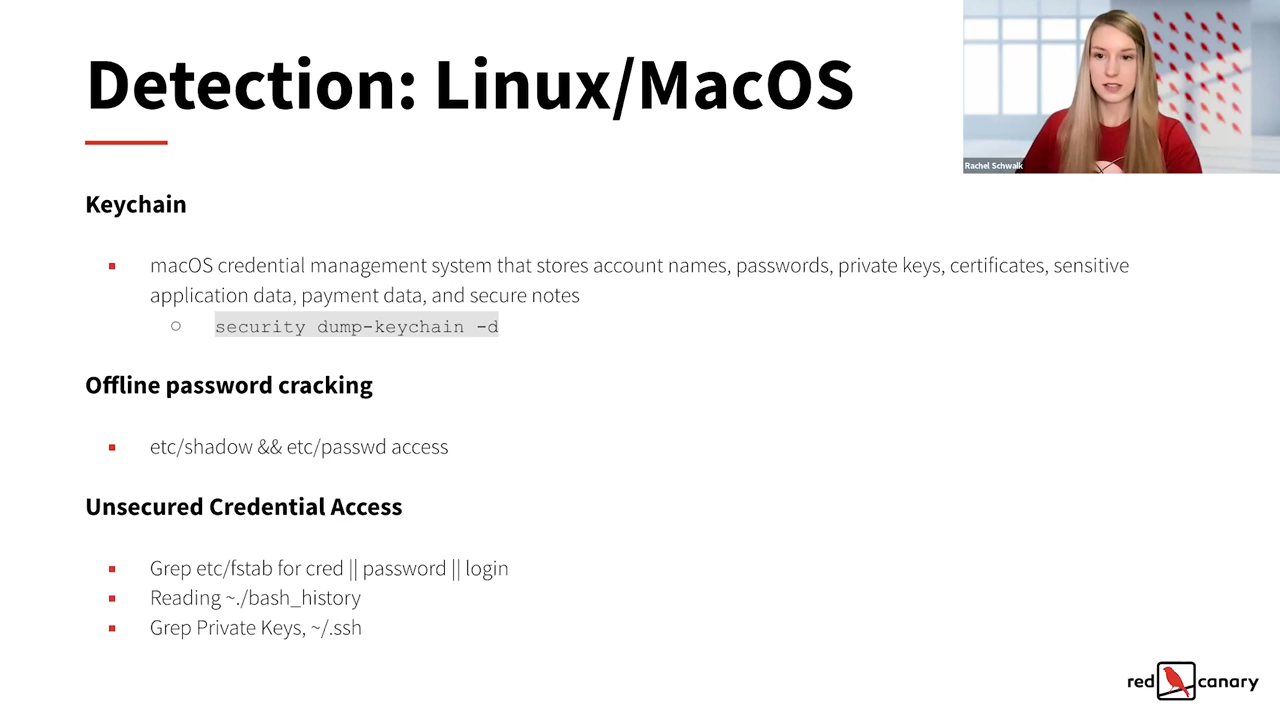 Detection: Linux/MacOS
Rachel Schwalk
Keychain
macOS credential management system that stores account names, passwords, private keys, certificates, sensitive
application data, payment data, and secure notes
security dump-keychain -d
Offline password cracking
etc/shadow && etc/passwd access
Unsecured Credential Access
Grep etc/fstab for cred || password || login
Reading ~./bash_history
Grep Private Keys, ~/.ssh
red canary